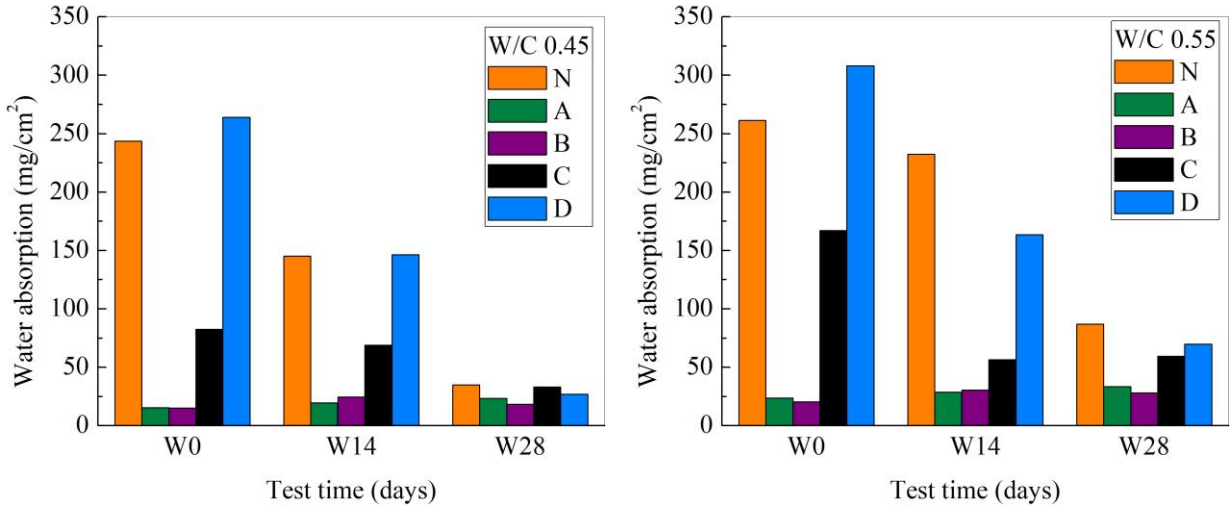 W/C 0.45
N
A
B
C
D
350
300
250
200
150
100
50
0
Water absorption (mg/cm²)
W0 W14 W28
Test time (days)
W/C 0.55
N
A
B
C
D
350
300
250
200
150
100
50
0
Water absorption (mg/cm²)
W0 W14 W28
Test time (days)